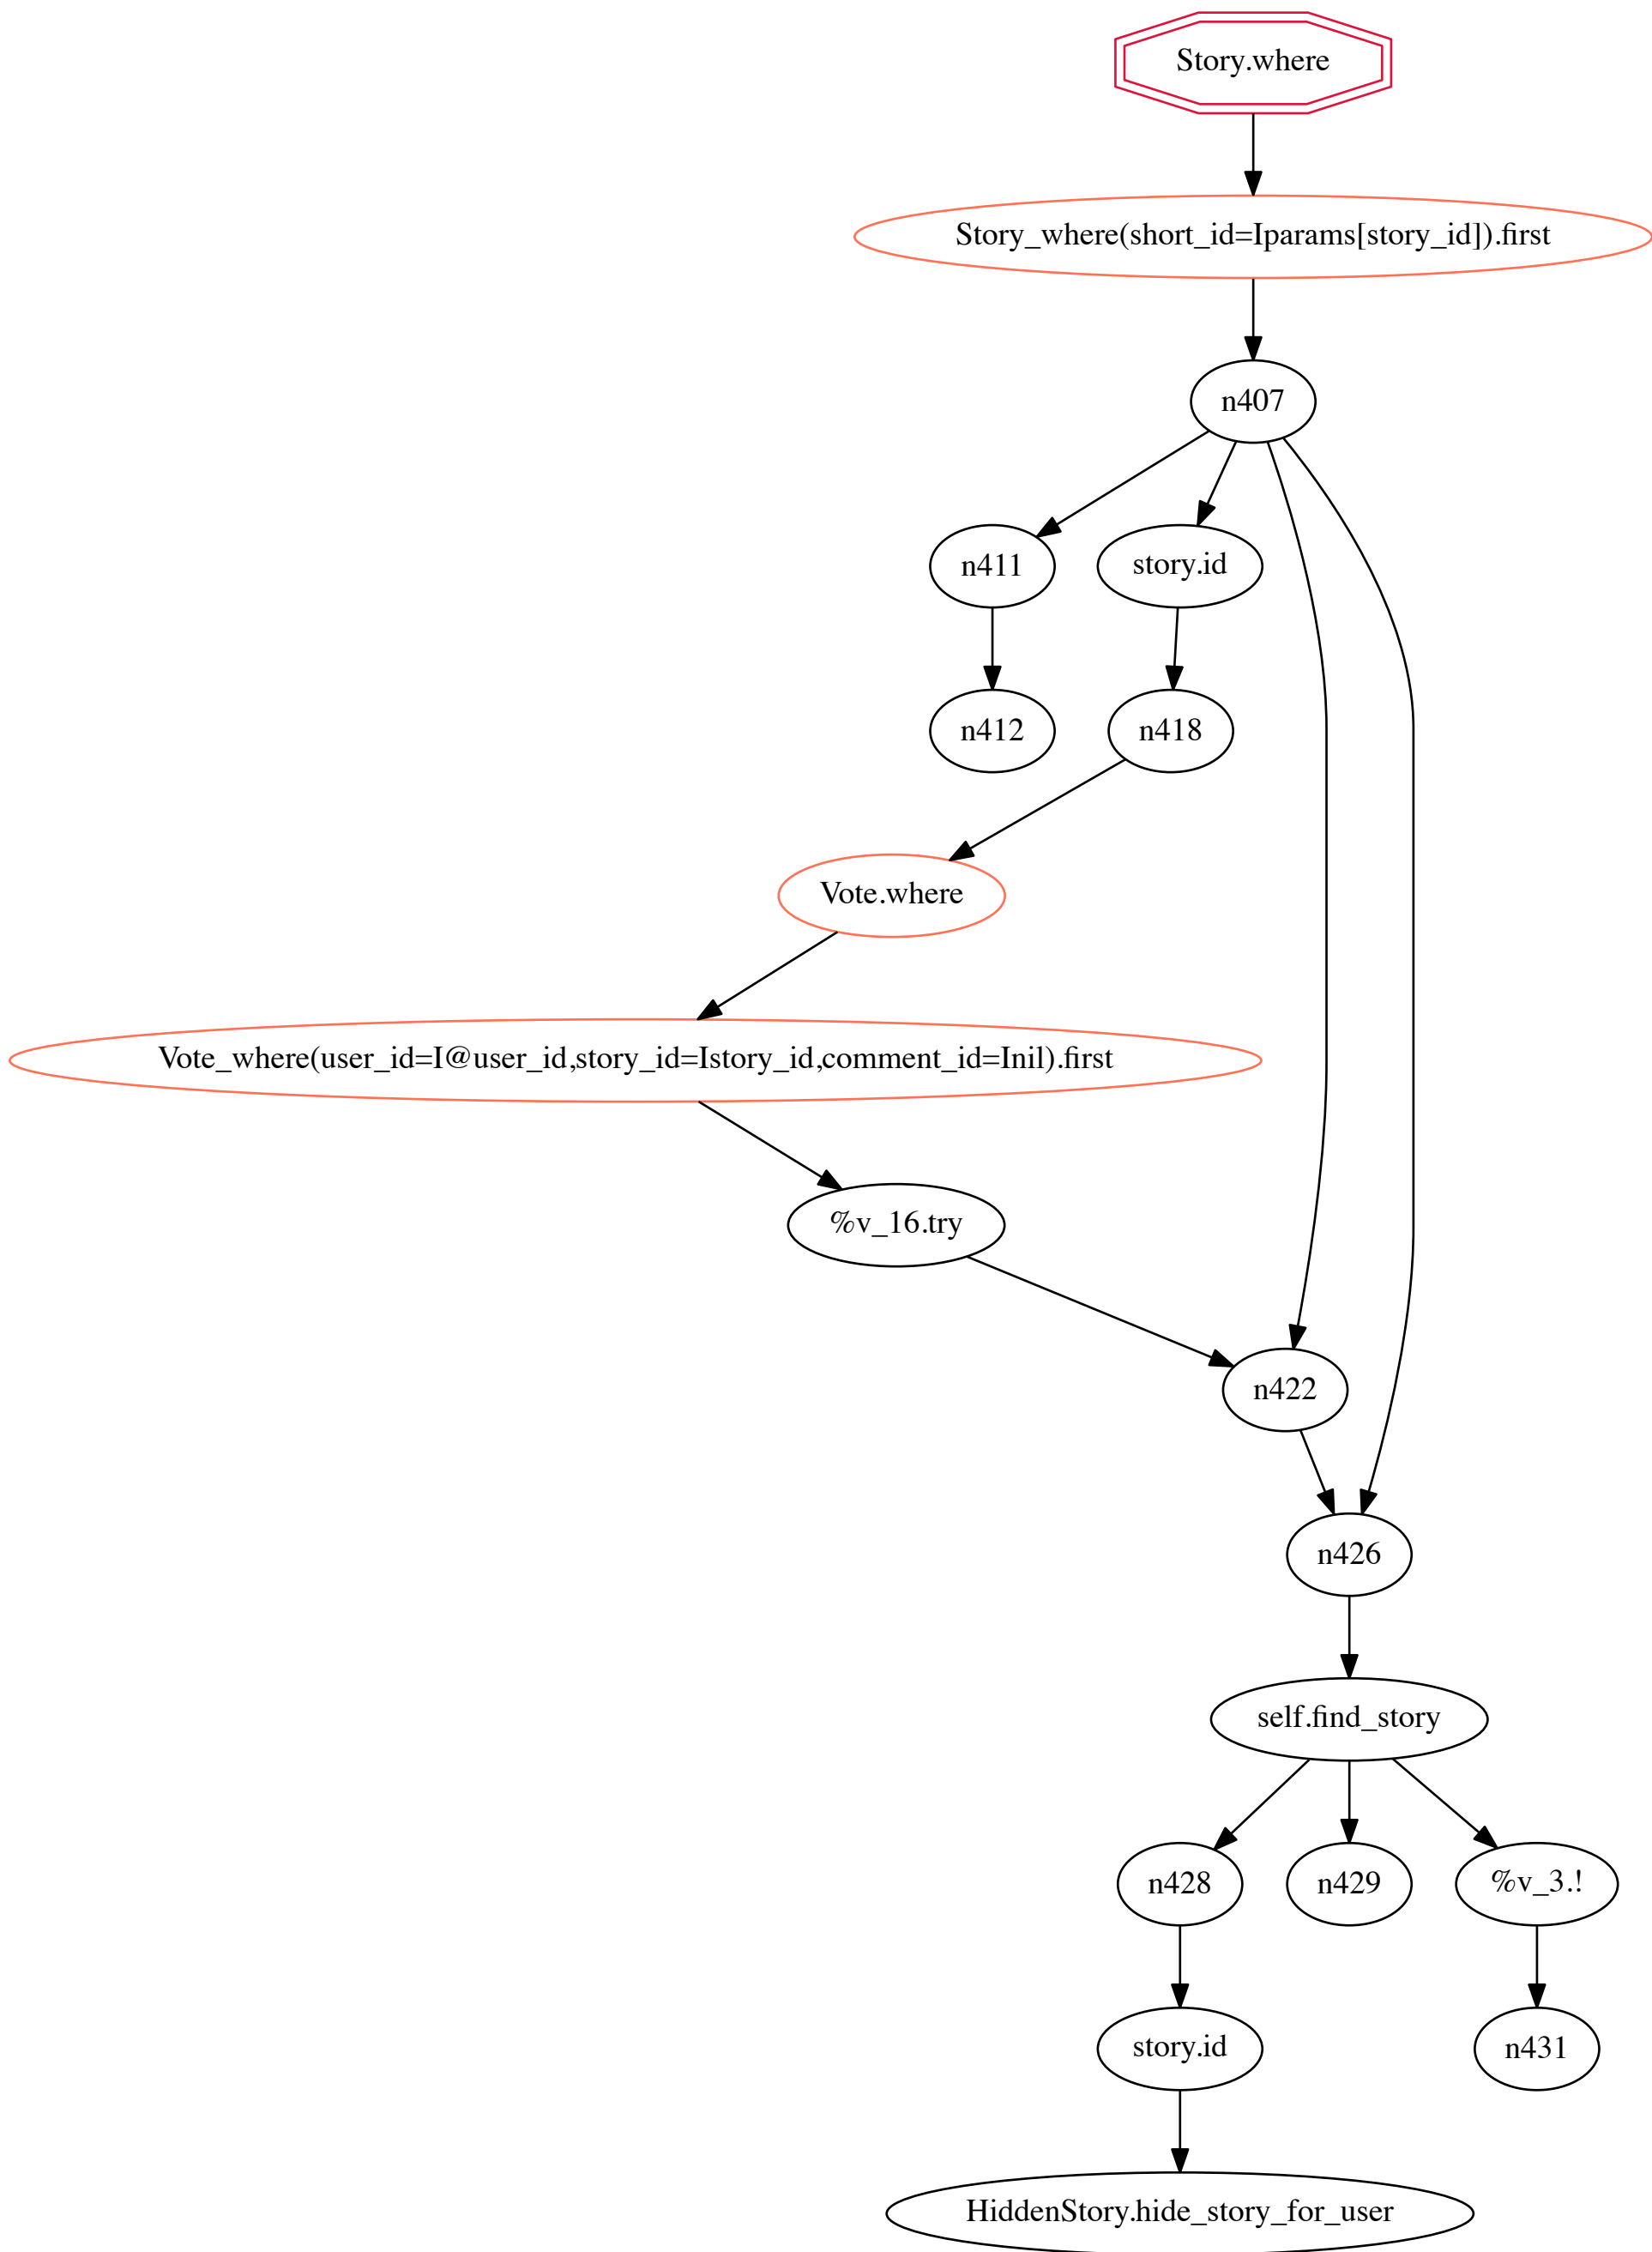 Story.where
Story_where(short_id=Iparams[story_id]).first
n407
n411
story.id
n412
n418
Vote.where
Vote_where(user_id=I@user_id,story_id=Istory_id,comment_id=Inil).first
%v_16.try
n422
n426
self.find_story
n428
n429
%v_3.!
story.id
n431
HiddenStory.hide_story_for_user